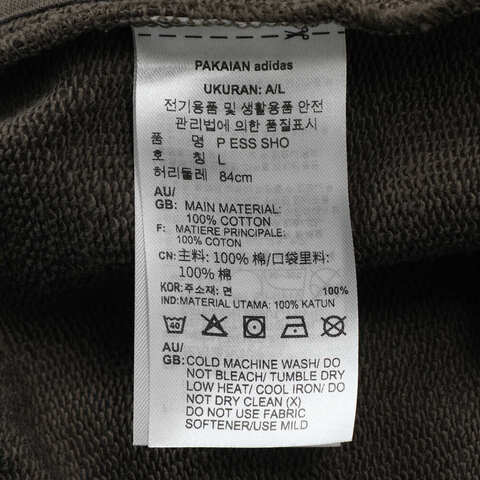 PAKAIAN adidas
UKURAN: A/L
전기용품 및 생활용품 안전
관리법에 의한 품질표시
품 명 P ESS SHO
호 칭 L
허리둘레 84cm
AU/
GB: MAIN MATERIAL:
100% COTTON
F: MATIERE PRINCIPALE:
100% COTON
CN: 主料: 100% 棉/口袋里料:
100% 棉
KOR:주소재: 면 100%
IND:MATERIAL UTAMA: 100% KATUN
40
AU/
GB: COLD MACHINE WASH/ DO
NOT BLEACH/ TUMBLE DRY
LOW HEAT/ COOL IRON/ DO
NOT DRY CLEAN (X)
DO NOT USE FABRIC
SOFTENER/USE MILD